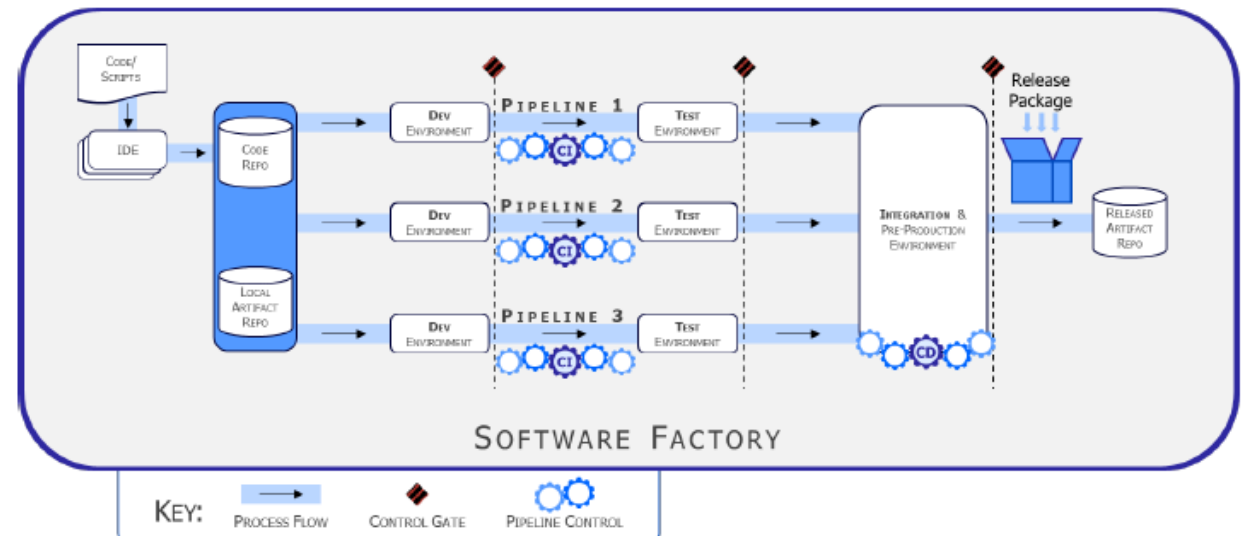 Code/
Scripts
IDE
Code
Repo
Local
Artifact
Repo
Dev
Environment
Pipeline 1
CI
Test
Environment
Dev
Environment
Pipeline 2
CI
Test
Environment
Dev
Environment
Pipeline 3
CI
Test
Environment
Integration &
Pre-Production
Environment
CD
Release
Package
Released
Artifact
Repo
Software Factory
Key:
Process Flow
Control Gate
Pipeline Control